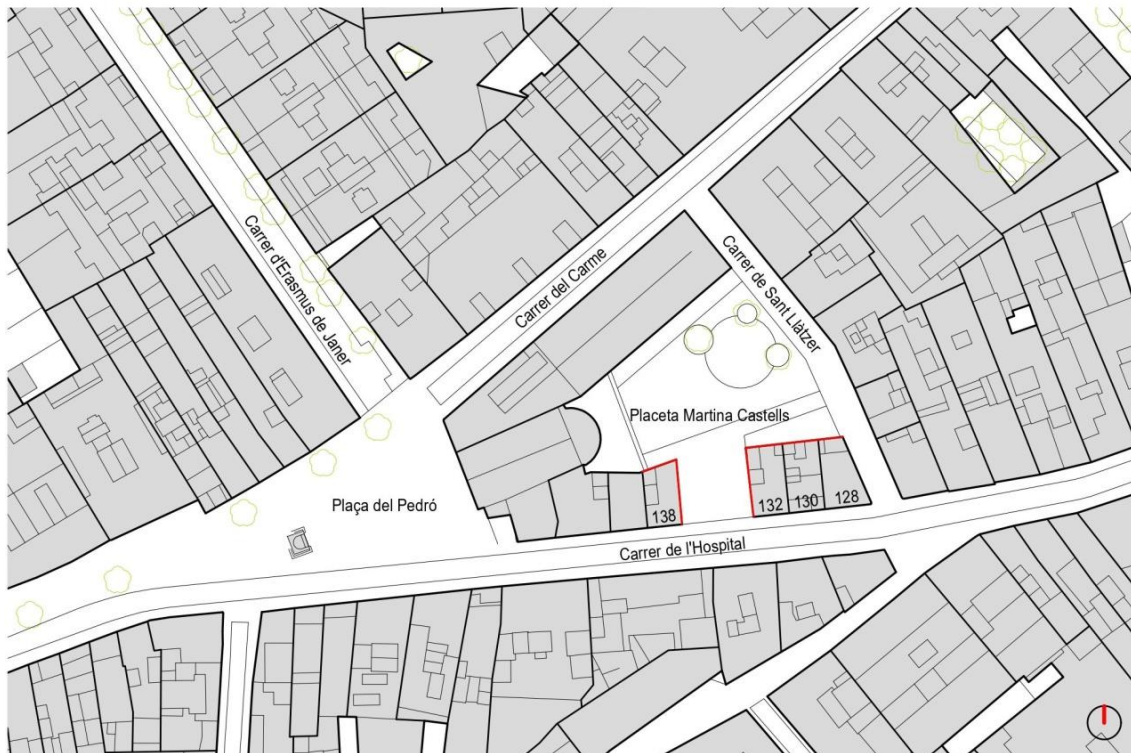 Carrer d'Erasmus de Janer
Carrer del Carme
Carrer de Sant Llàtzer
Placeta Martina Castells
Plaça del Pedró
138
132
130
128
Carrer de l'Hospital